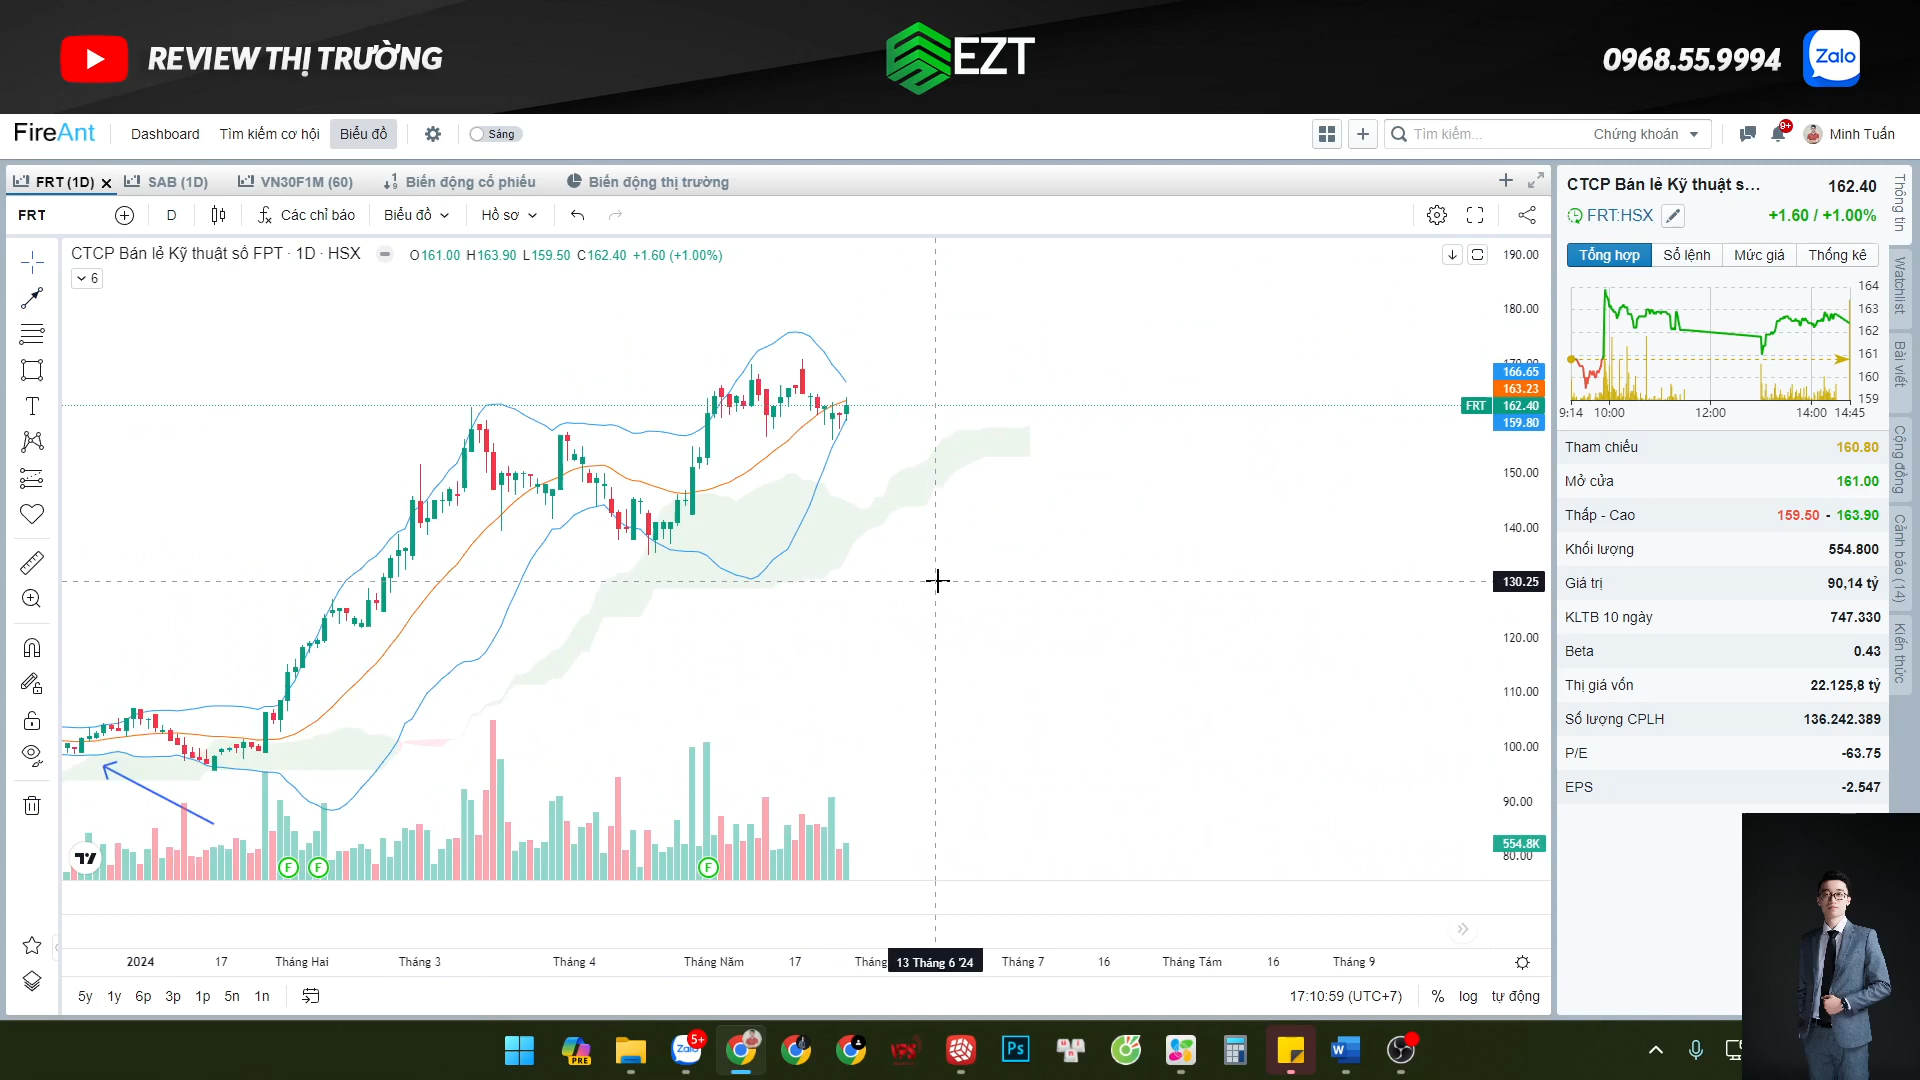 REVIEW THỊ TRƯỜNG
EZT
0968.55.9994
Zalo
FireAnt
Dashboard
Tìm kiếm cơ hội
Biểu đồ
Sáng
Tìm kiếm...
Chứng khoán
9+
Minh Tuấn
FRT (1D)
SAB (1D)
VN30F1M (60)
Biến động cổ phiếu
Biến động thị trường
FRT
D
Các chỉ báo
Biểu đồ
Hồ sơ
CTCP Bán lẻ Kỹ thuật số FPT · 1D · HSX
O161.00 H163.90 L159.50 C162.40 +1.60 (+1.00%)
6
190.00
180.00
170.00
166.65
163.23
FRT 162.40
159.80
150.00
140.00
130.25
120.00
110.00
100.00
90.00
554.8K
80.00
F
F
F
2024
17
Tháng Hai
Tháng 3
Tháng 4
Tháng Năm
17
Tháng
13 Tháng 6 '24
Tháng 7
16
Tháng Tám
16
Tháng 9
5y
1y
6p
3p
1p
5n
1n
17:10:59 (UTC+7)
%
log
tự động
CTCP Bán lẻ Kỹ thuật s...
162.40
FRT:HSX
+1.60 / +1.00%
Tổng hợp
Sổ lệnh
Mức giá
Thống kê
164
163
162
161
160
159
9:14
10:00
12:00
14:00
14:45
Tham chiếu 160.80
Mở cửa 161.00
Thấp - Cao 159.50 - 163.90
Khối lượng 554.800
Giá trị 90,14 tỷ
KLTB 10 ngày 747.330
Beta 0.43
Thị giá vốn 22.125,8 tỷ
Số lượng CPLH 136.242.389
P/E -63.75
EPS -2.547
Thông tin
Watchlist
Bài viết
Cộng đồng
Cảnh báo (14)
Kiến thức
PRE
Zalo
5+
Ps
W